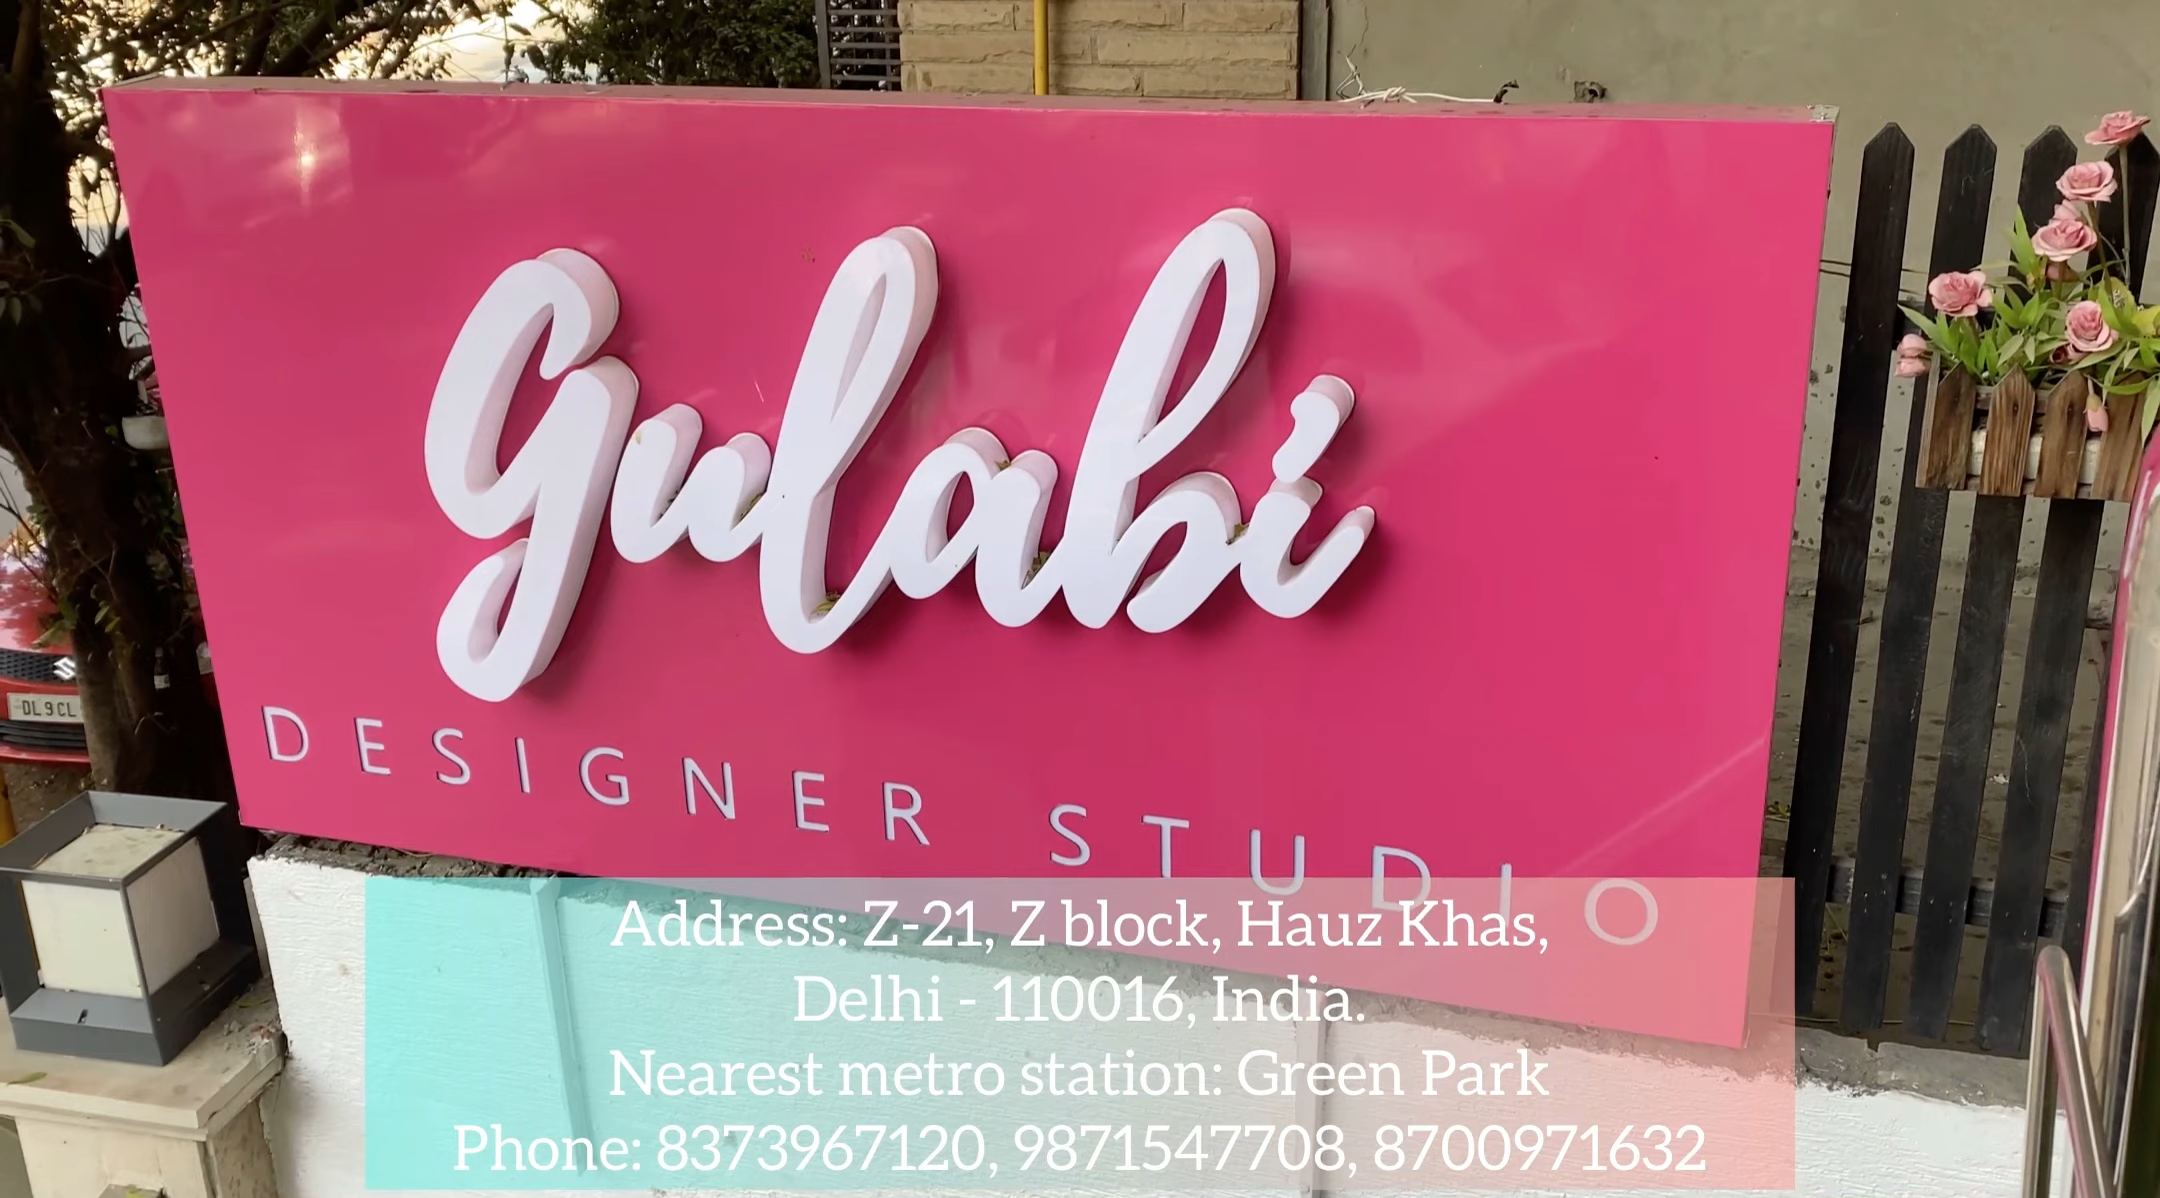 gulabi
DESIGNER STUDIO
DL9CL
Address: Z-21, Z block, Hauz Khas,
Delhi - 110016, India.
Nearest metro station: Green Park
Phone: 8373967120, 9871547708, 8700971632